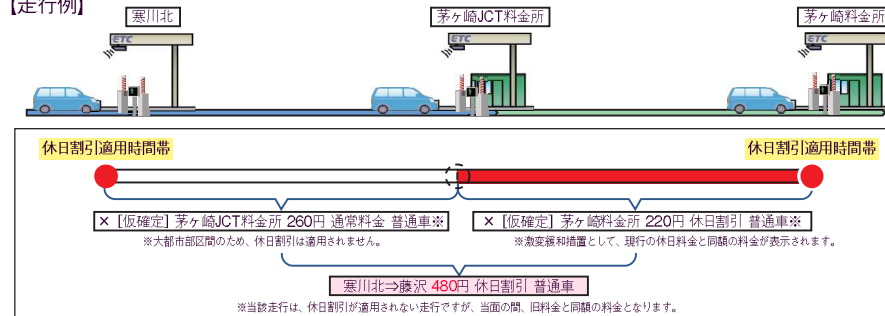 【走行例】
寒川北
茅ヶ崎JCT料金所
茅ヶ崎料金所
ETC
ETC
ETC
休日割引適用時間帯
休日割引適用時間帯
× [仮確定] 茅ヶ崎JCT料金所 260円 通常料金 普通車※
× [仮確定] 茅ヶ崎料金所 220円 休日割引 普通車※
※大都市部区間のため、休日割引は適用されません。
※激変緩和措置として、現行の休日料金と同額の料金が表示されます。
寒川北⇒藤沢 480円 休日割引 普通車
※当該走行は、休日割引が適用されない走行ですが、当面の間、旧料金と同額の料金となります。